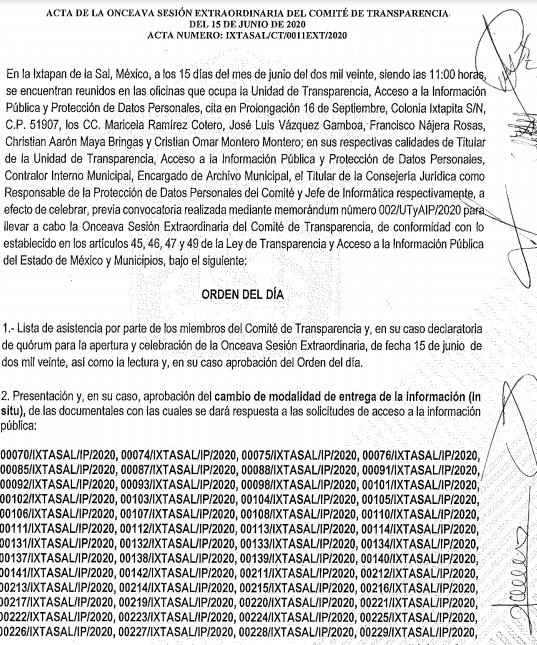 ACTA DE LA ONCEAVA SESIÓN EXTRAORDINARIA DEL COMITÉ DE TRANSPARENCIA
DEL 15 DE JUNIO DE 2020
ACTA NUMERO: IXTASAL/CT/0011EXT/2020
En la Ixtapan de la Sal, México, a los 15 días del mes de junio del dos mil veinte, siendo las 11:00 horas,
se encuentran reunidos en las oficinas que ocupa la Unidad de Transparencia, Acceso a la Información
Pública y Protección de Datos Personales, cita en Prolongación 16 de Septiembre, Colonia Ixtapita S/N,
C.P. 51907, los CC. Maricela Ramírez Cotero, José Luis Vázquez Gamboa, Francisco Nájera Rosas,
Christian Aarón Maya Bringas y Cristian Omar Montero Montero; en sus respectivas calidades de Titular
de la Unidad de Transparencia, Acceso a la Información Pública y Protección de Datos Personales,
Contralor Interno Municipal, Encargado de Archivo Municipal, el Titular de la Consejería Jurídica como
Responsable de la Protección de Datos Personales del Comité y Jefe de Informática respectivamente, a
efecto de celebrar, previa convocatoria realizada mediante memorándum número 002/UTyAIP/2020 para
llevar a cabo la Onceava Sesión Extraordinaria del Comité de Transparencia, de conformidad con lo
establecido en los artículos 45, 46, 47 y 49 de la Ley de Transparencia y Acceso a la Información Pública
del Estado de México y Municipios, bajo el siguiente:
ORDEN DEL DÍA
1.- Lista de asistencia por parte de los miembros del Comité de Transparencia y, en su caso declaratoria
de quórum para la apertura y celebración de la Onceava Sesión Extraordinaria, de fecha 15 de junio de
dos mil veinte, así como la lectura y, en su caso aprobación del Orden del día.
2. Presentación y, en su caso, aprobación del cambio de modalidad de entrega de la Información (in
situ), de las documentales con las cuales se dará respuesta a las solicitudes de acceso a la información
pública:
00070/IXTASAL/IP/2020, 00074/IXTASAL/IP/2020, 00075/IXTASAL/IP/2020, 00076/IXTASAL/IP/2020,
00085/IXTASAL/IP/2020, 00087/IXTASAL/IP/2020, 00088/IXTASAL/IP/2020, 00091/IXTASAL/IP/2020,
00092/IXTASAL/IP/2020, 00093/IXTASAL/IP/2020, 00098/IXTASAL/IP/2020, 00101/IXTASAL/IP/2020,
00102/IXTASAL/IP/2020, 00103/IXTASAL/IP/2020, 00104/IXTASAL/IP/2020, 00105/IXTASAL/IP/2020,
00106/IXTASAL/IP/2020, 00107/IXTASAL/IP/2020, 00108/IXTASAL/IP/2020, 00110/IXTASAL/IP/2020,
00111/IXTASAL/IP/2020, 00112/IXTASAL/IP/2020, 00113/IXTASAL/IP/2020, 00114/IXTASAL/IP/2020,
00131/IXTASAL/IP/2020, 00132/IXTASAL/IP/2020, 00133/IXTASAL/IP/2020, 00134/IXTASAL/IP/2020,
00137/IXTASAL/IP/2020, 00138/IXTASAL/IP/2020, 00139/IXTASAL/IP/2020, 00140/IXTASAL/IP/2020,
00141/IXTASAL/IP/2020, 00142/IXTASAL/IP/2020, 00211/IXTASAL/IP/2020, 00212/IXTASAL/IP/2020,
00213/IXTASAL/IP/2020, 00214/IXTASAL/IP/2020, 00215/IXTASAL/IP/2020, 00216/IXTASAL/IP/2020,
00217/IXTASAL/IP/2020, 00219/IXTASAL/IP/2020, 00220/IXTASAL/IP/2020, 00221/IXTASAL/IP/2020,
00222/IXTASAL/IP/2020, 00223/IXTASAL/IP/2020, 00224/IXTASAL/IP/2020, 00225/IXTASAL/IP/2020,
00226/IXTASAL/IP/2020, 00227/IXTASAL/IP/2020, 00228/IXTASAL/IP/2020, 00229/IXTASAL/IP/2020,